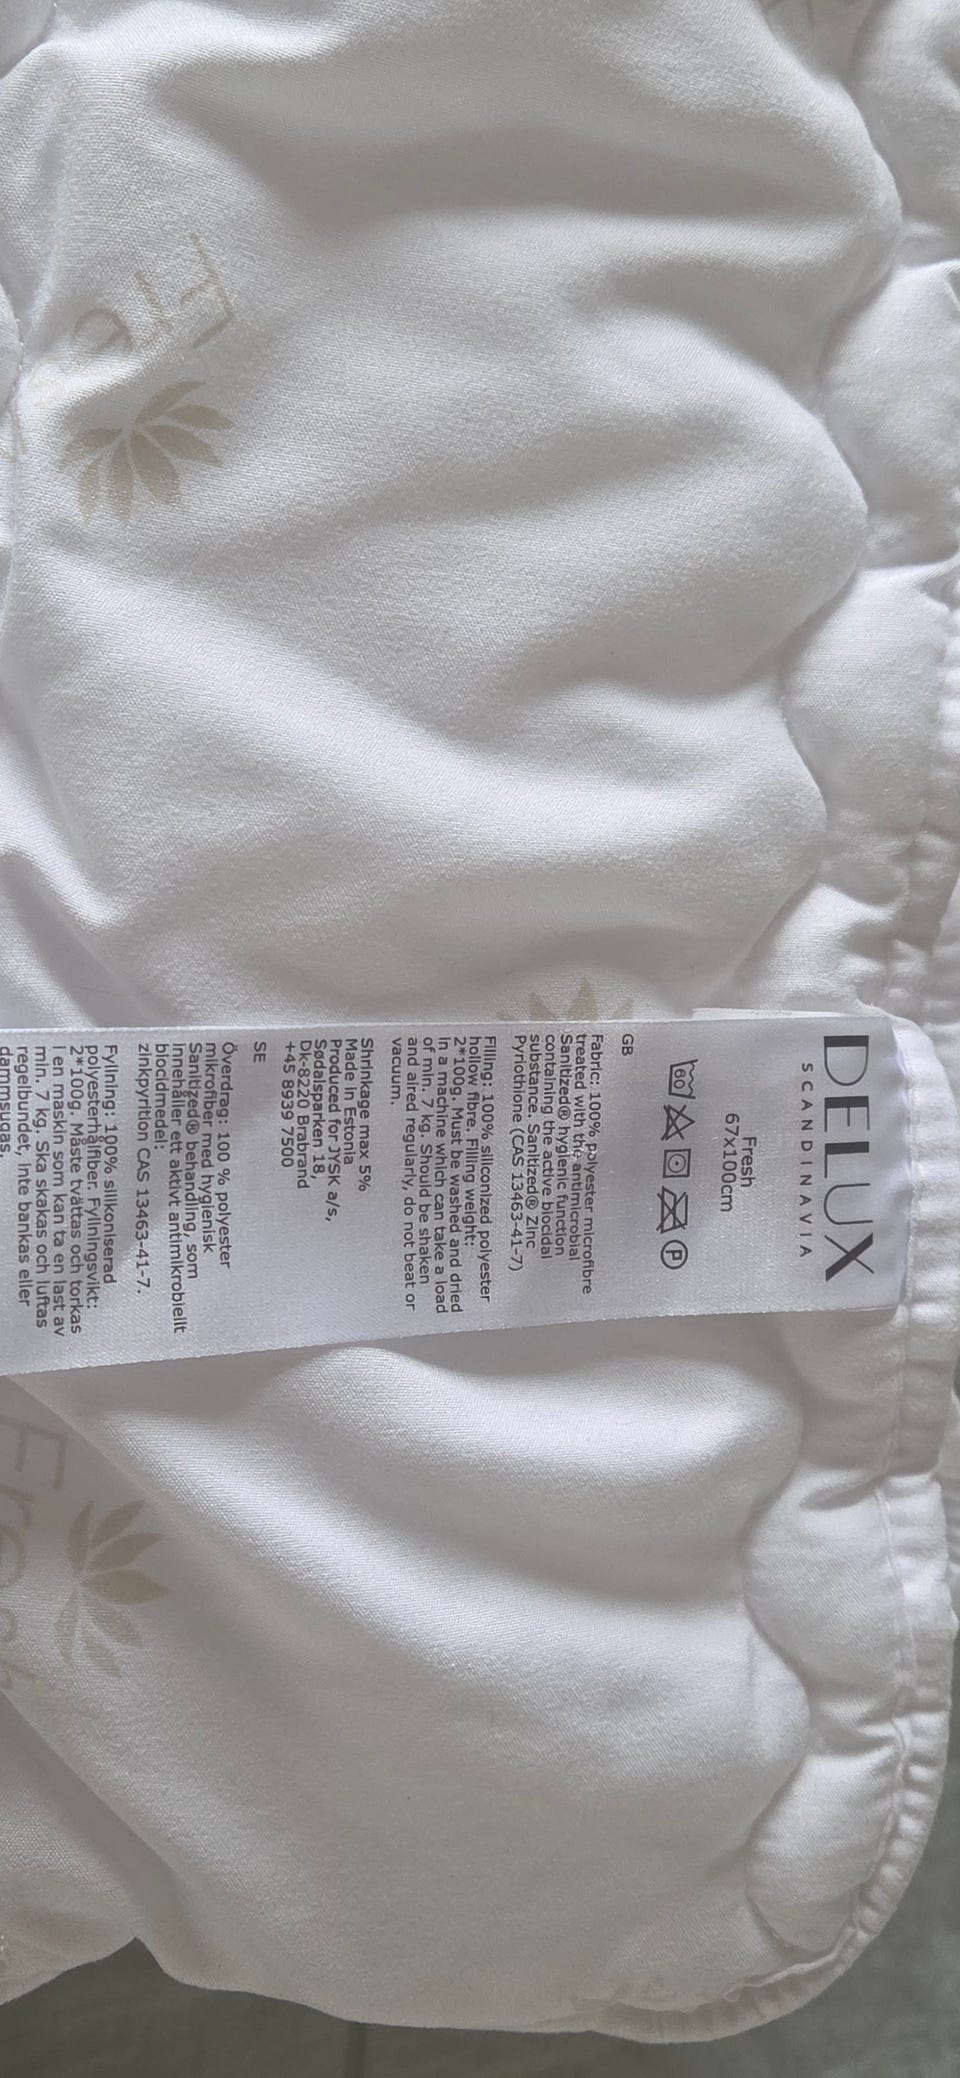 DELUX
SCANDINAVIA
Fresh
67x100cm
60 P
GB
Fabric: 100% polyester microfibre
treated with the antimicrobial
Sanitized® hygienic function
containing the active biocidal
substance. Sanitized® Zinc
Pyriothione (CAS 13463-41-7)
Filling: 100% siliconized polyester
hollow fibre. Filling weight:
2*100g. Must be washed and dried
in a machine which can take a load
of min. 7 kg. Should be shaken
and aired regularly, do not beat or
vacuum.
Shrinkage max 5%
Made in Estonia
Produced for JYSK a/s,
Sødalsparken 18,
Dk-8220 Brabrand
+45 8939 7500
SE
Överdrag: 100 % polyester
mikrofiber med hygienisk
Sanitized® behandling, som
innehåller ett aktivt antimikrobiellt
biocidmedel:
zinkpyrition CAS 13463-41-7.
Fyllning: 100% silikoniserad
polyesterhålfiber. Fyllningsvikt:
2*100g. Måste tvättas och torkas
i en maskin som kan ta en last av
min. 7 kg. Ska skakas och luftas
regelbundet, inte bankas eller
dammsugas.
Fresh